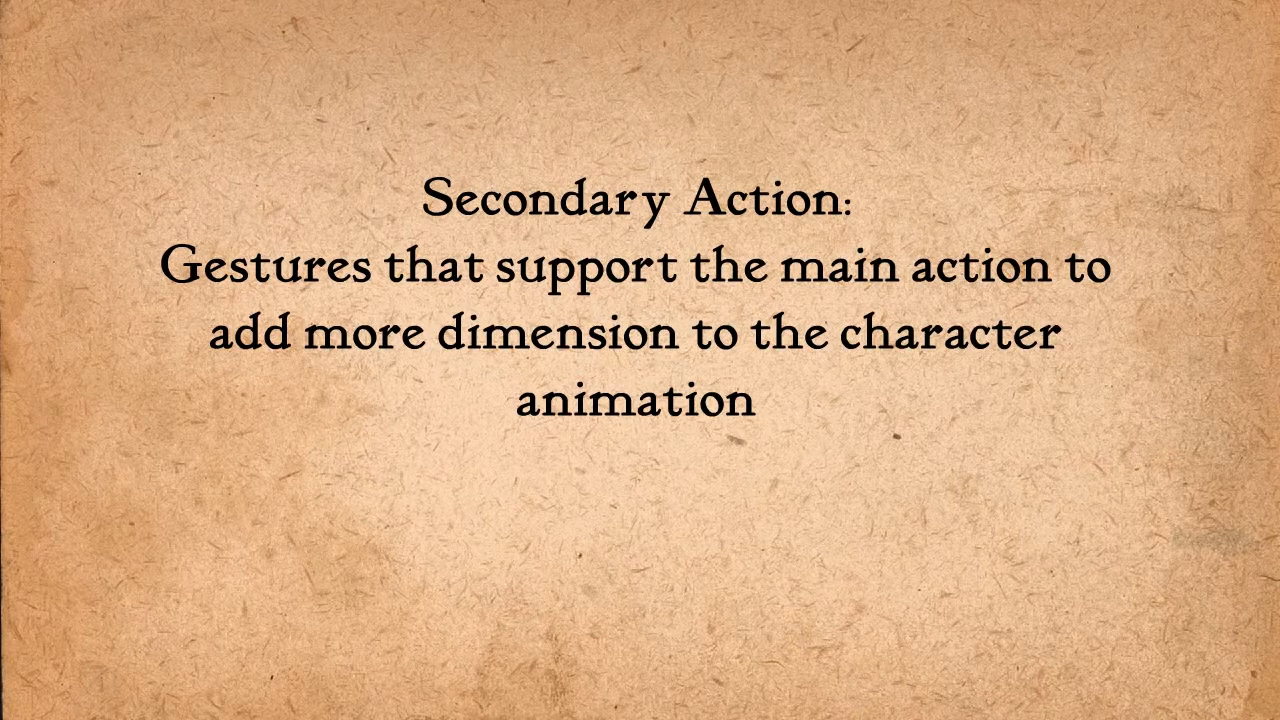 Secondary Action:
Gestures that support the main action to
add more dimension to the character
animation